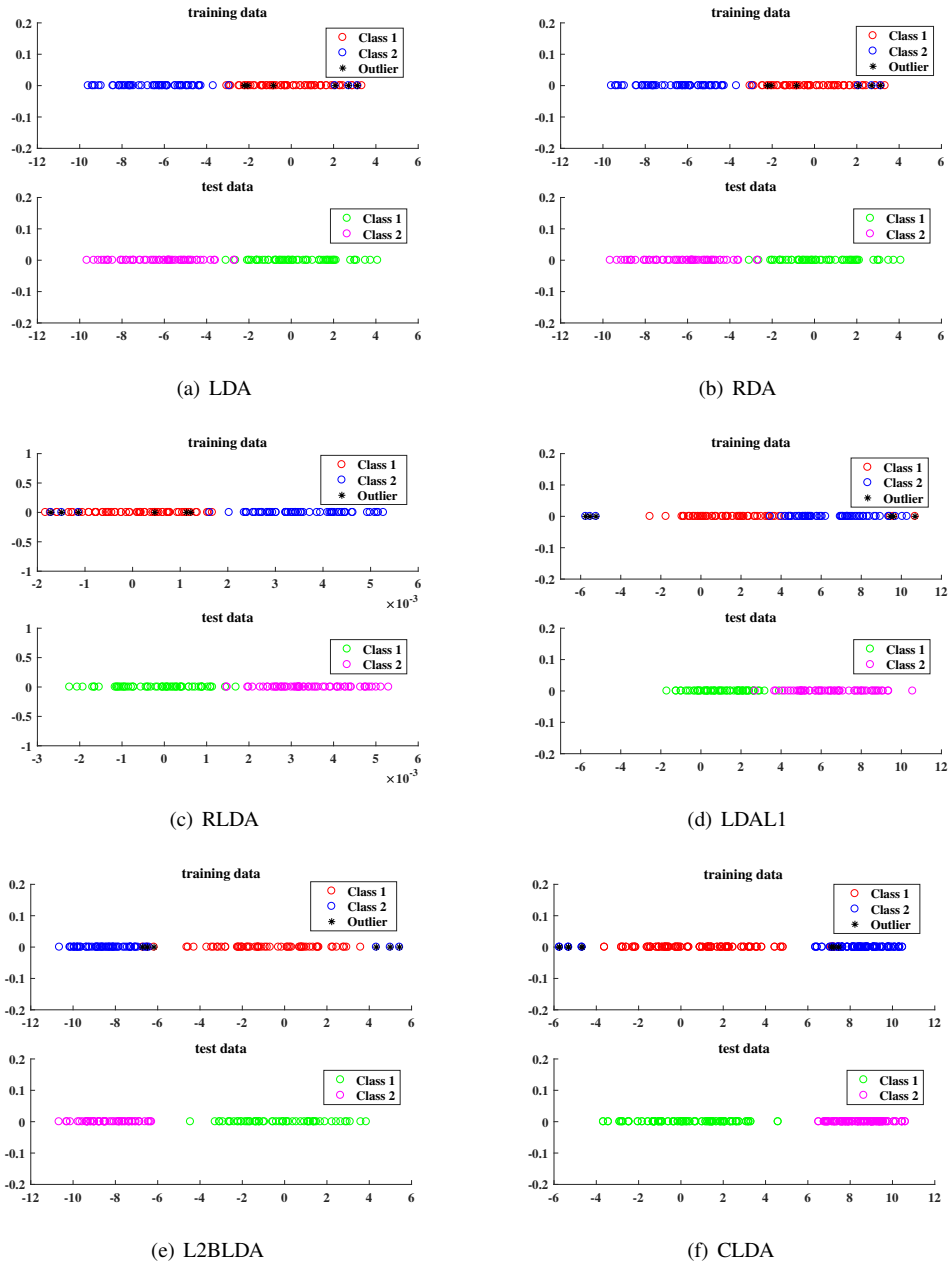 training data
0.2
0.1
0
-0.1
-0.2
Class 1
Class 2
Outlier
-12 -10 -8 -6 -4 -2 0 2 4 6
test data
0.2
0.1
0
-0.1
-0.2
Class 1
Class 2
-12 -10 -8 -6 -4 -2 0 2 4 6
(a) LDA
training data
0.2
0.1
0
-0.1
-0.2
Class 1
Class 2
Outlier
-12 -10 -8 -6 -4 -2 0 2 4 6
test data
0.2
0.1
0
-0.1
-0.2
Class 1
Class 2
-12 -10 -8 -6 -4 -2 0 2 4 6
(b) RDA
training data
1
0.5
0
-0.5
-1
Class 1
Class 2
Outlier
-2 -1 0 1 2 3 4 5 6
×10-3
test data
1
0.5
0
-0.5
-1
Class 1
Class 2
-3 -2 -1 0 1 2 3 4 5 6
×10-3
(c) RLDA
training data
0.2
0.1
0
-0.1
-0.2
Class 1
Class 2
Outlier
-6 -4 -2 0 2 4 6 8 10 12
test data
0.2
0.1
0
-0.1
-0.2
Class 1
Class 2
-6 -4 -2 0 2 4 6 8 10 12
(d) LDAL1
training data
0.2
0.1
0
-0.1
-0.2
Class 1
Class 2
Outlier
-12 -10 -8 -6 -4 -2 0 2 4 6
test data
0.2
0.1
0
-0.1
-0.2
Class 1
Class 2
-12 -10 -8 -6 -4 -2 0 2 4 6
(e) L2BLDA
training data
0.2
0.1
0
-0.1
-0.2
Class 1
Class 2
Outlier
-6 -4 -2 0 2 4 6 8 10 12
test data
0.2
0.1
0
-0.1
-0.2
Class 1
Class 2
-6 -4 -2 0 2 4 6 8 10 12
(f) CLDA